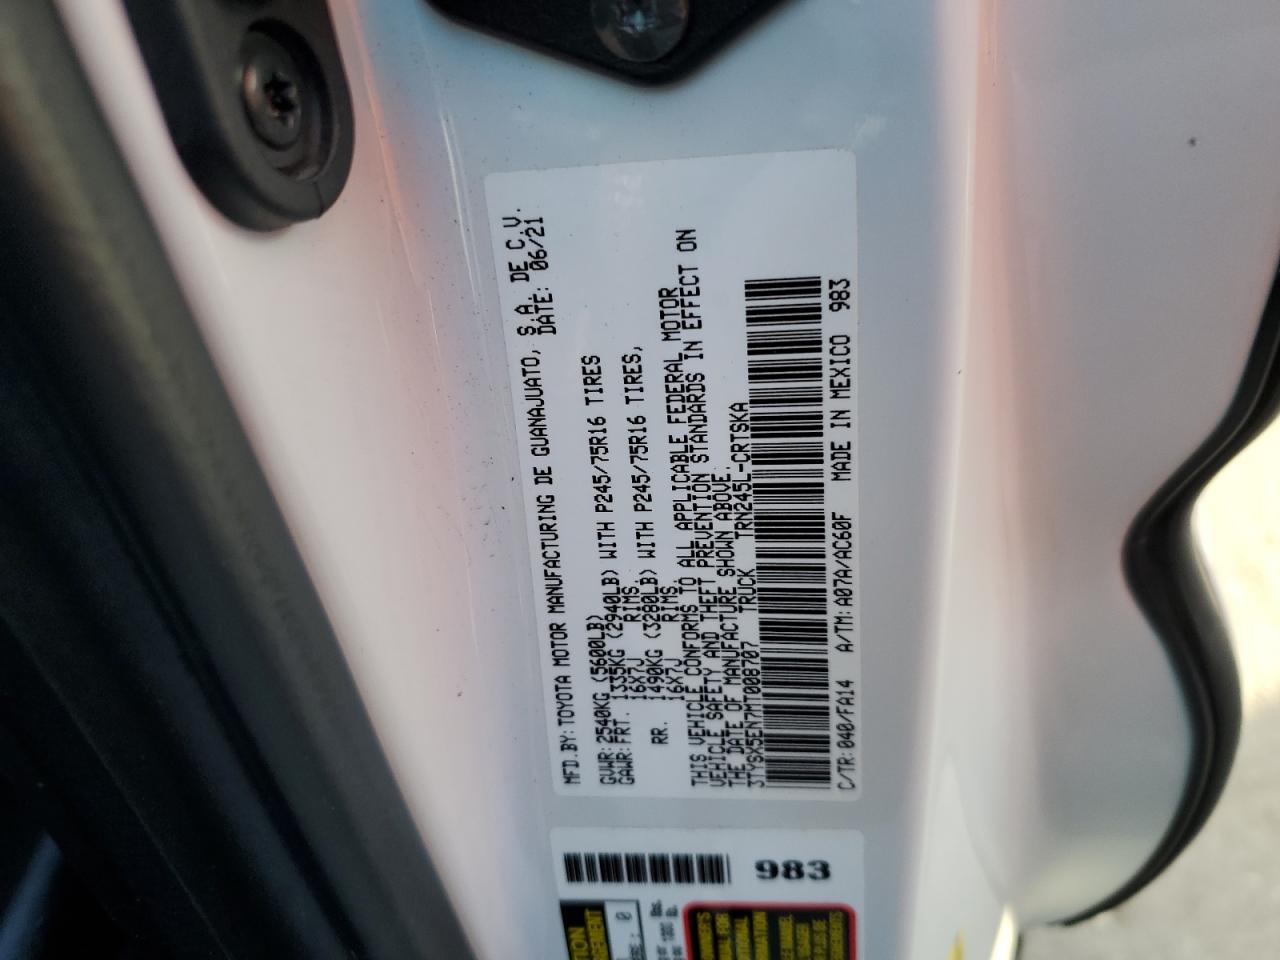 MFD.BY: TOYOTA MOTOR MANUFACTURING DE GUANAJUATO, S.A. DE C.V.
DATE: 06/21
GVWR: 2540KG (5600LB)
GAWR: FRT. 1335KG (2940LB) WITH P245/75R16 TIRES
16X7J RIMS
RR. 1490KG (3280LB) WITH P245/75R16 TIRES,
16X7J RIMS
THIS VEHICLE CONFORMS TO ALL APPLICABLE FEDERAL MOTOR
VEHICLE SAFETY AND THEFT PREVENTION STANDARDS IN EFFECT ON
THE DATE OF MANUFACTURE SHOWN ABOVE.
3TYSX5EN7MT008707 TRUCK TRN245L-CRTSKA
C/TR: 040/FA14 A/TM: A07A/AC60F MADE IN MEXICO 983
983